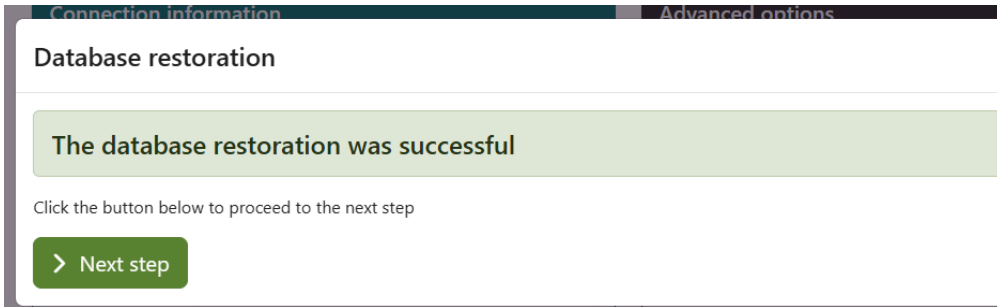 Connection information
Advanced options
Database restoration
The database restoration was successful
Click the button below to proceed to the next step
Next step